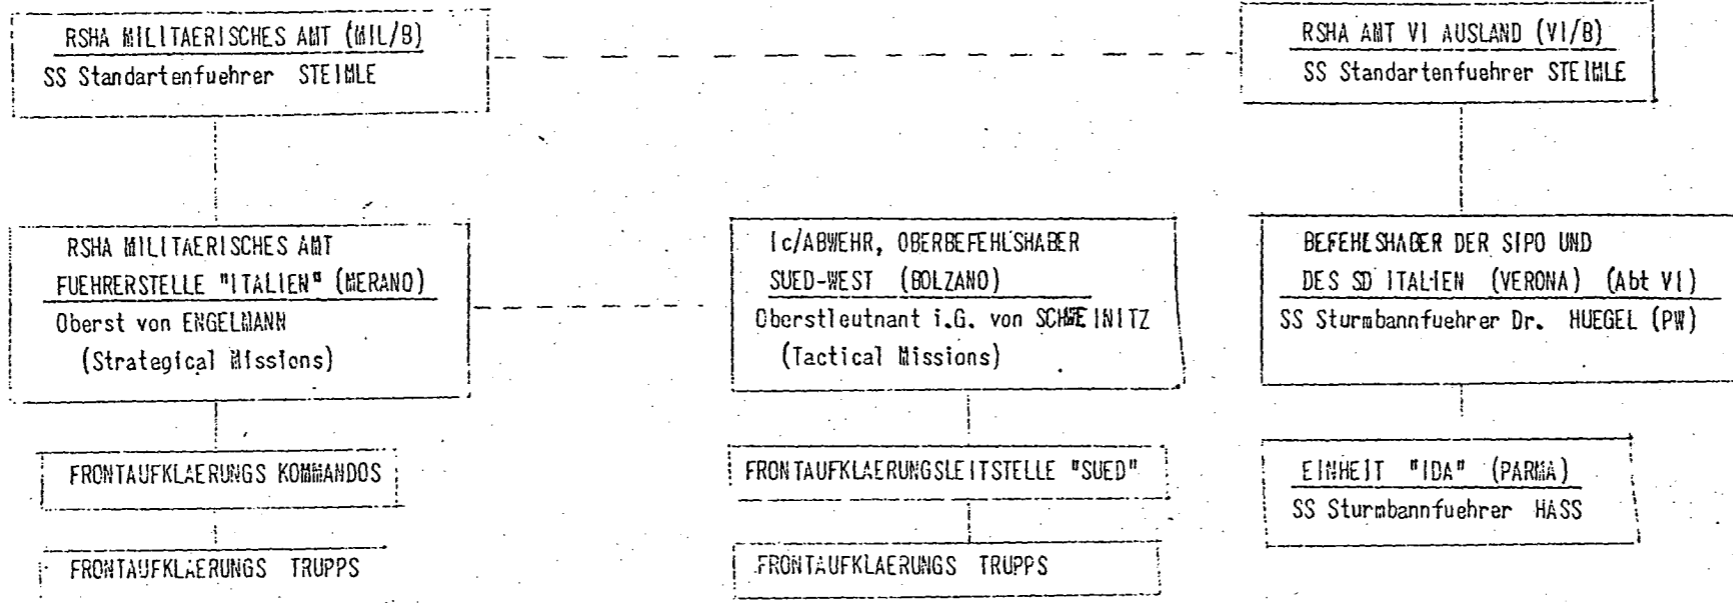 RSHA MILITAERISCHES AMT (MIL/B)
SS Standartenfuehrer STEIMLE
RSHA AMT VI AUSLAND (VI/B)
SS Standartenfuehrer STEIMLE
RSHA MILITAERISCHES AMT
FUEHRERSTELLE "ITALIEN" (MERANO)
Oberst von ENGELMANN
(Strategical Missions)
Ic/ABWEHR, OBERBEFEHLSHABER
SUED-WEST (BOLZANO)
Oberstleutnant i.G. von SCHWEINITZ
(Tactical Missions)
BEFEHLSHABER DER SIPO UND
DES SD ITALIEN (VERONA) (Abt VI)
SS Sturmbannfuehrer Dr. HUEGEL (PW)
FRONTAUFKLAERUNGS KOMMANDOS
FRONTAUFKLAERUNGSLEITSTELLE "SUED"
EINHEIT "IDA" (PARMA)
SS Sturmbannfuehrer HASS
FRONTAUFKLAERUNGS TRUPPS
FRONTAUFKLAERUNGS TRUPPS